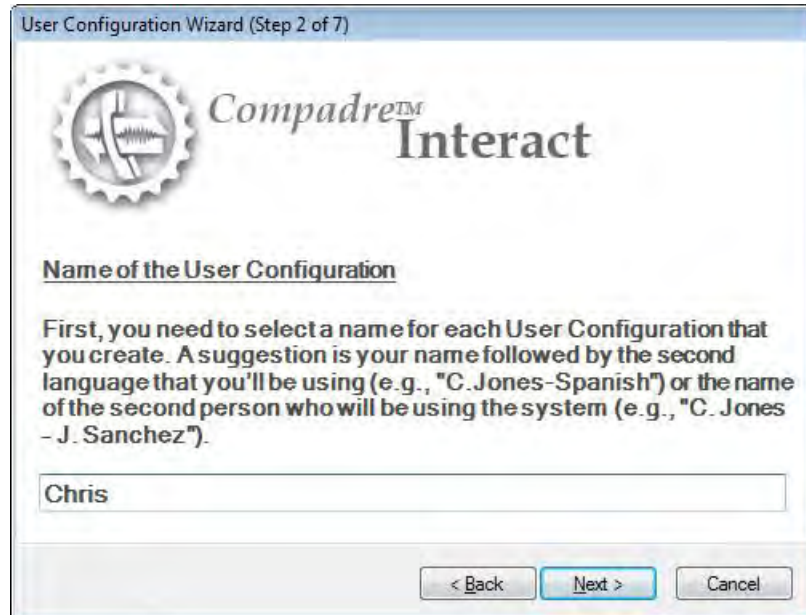 User Configuration Wizard (Step 2 of 7)
Compadre™
Interact
Name of the User Configuration
First, you need to select a name for each User Configuration that
you create. A suggestion is your name followed by the second
language that you'll be using (e.g., "C.Jones-Spanish") or the name
of the second person who will be using the system (e.g., "C. Jones
- J. Sanchez").
Chris
< Back Next > Cancel